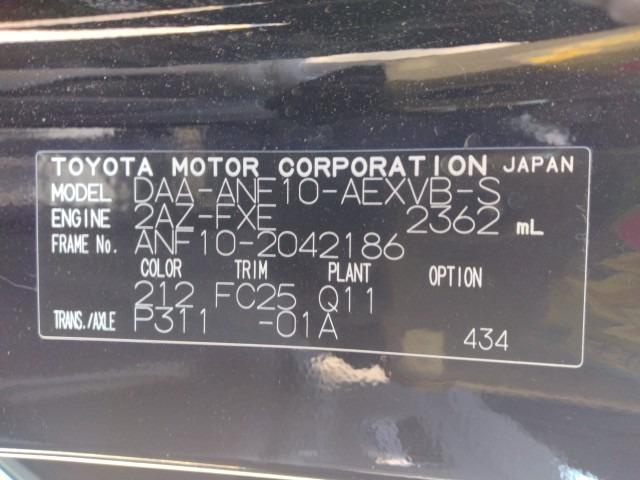 TOYOTA MOTOR CORPORATION JAPAN
MODEL DAA-ANF10-AEXVB-S
ENGINE 2AZ-FXE 2362 mL
FRAME No. ANF10-2042186
COLOR TRIM PLANT OPTION
212 FC25 Q11
TRANS./AXLE P311 -01A
434